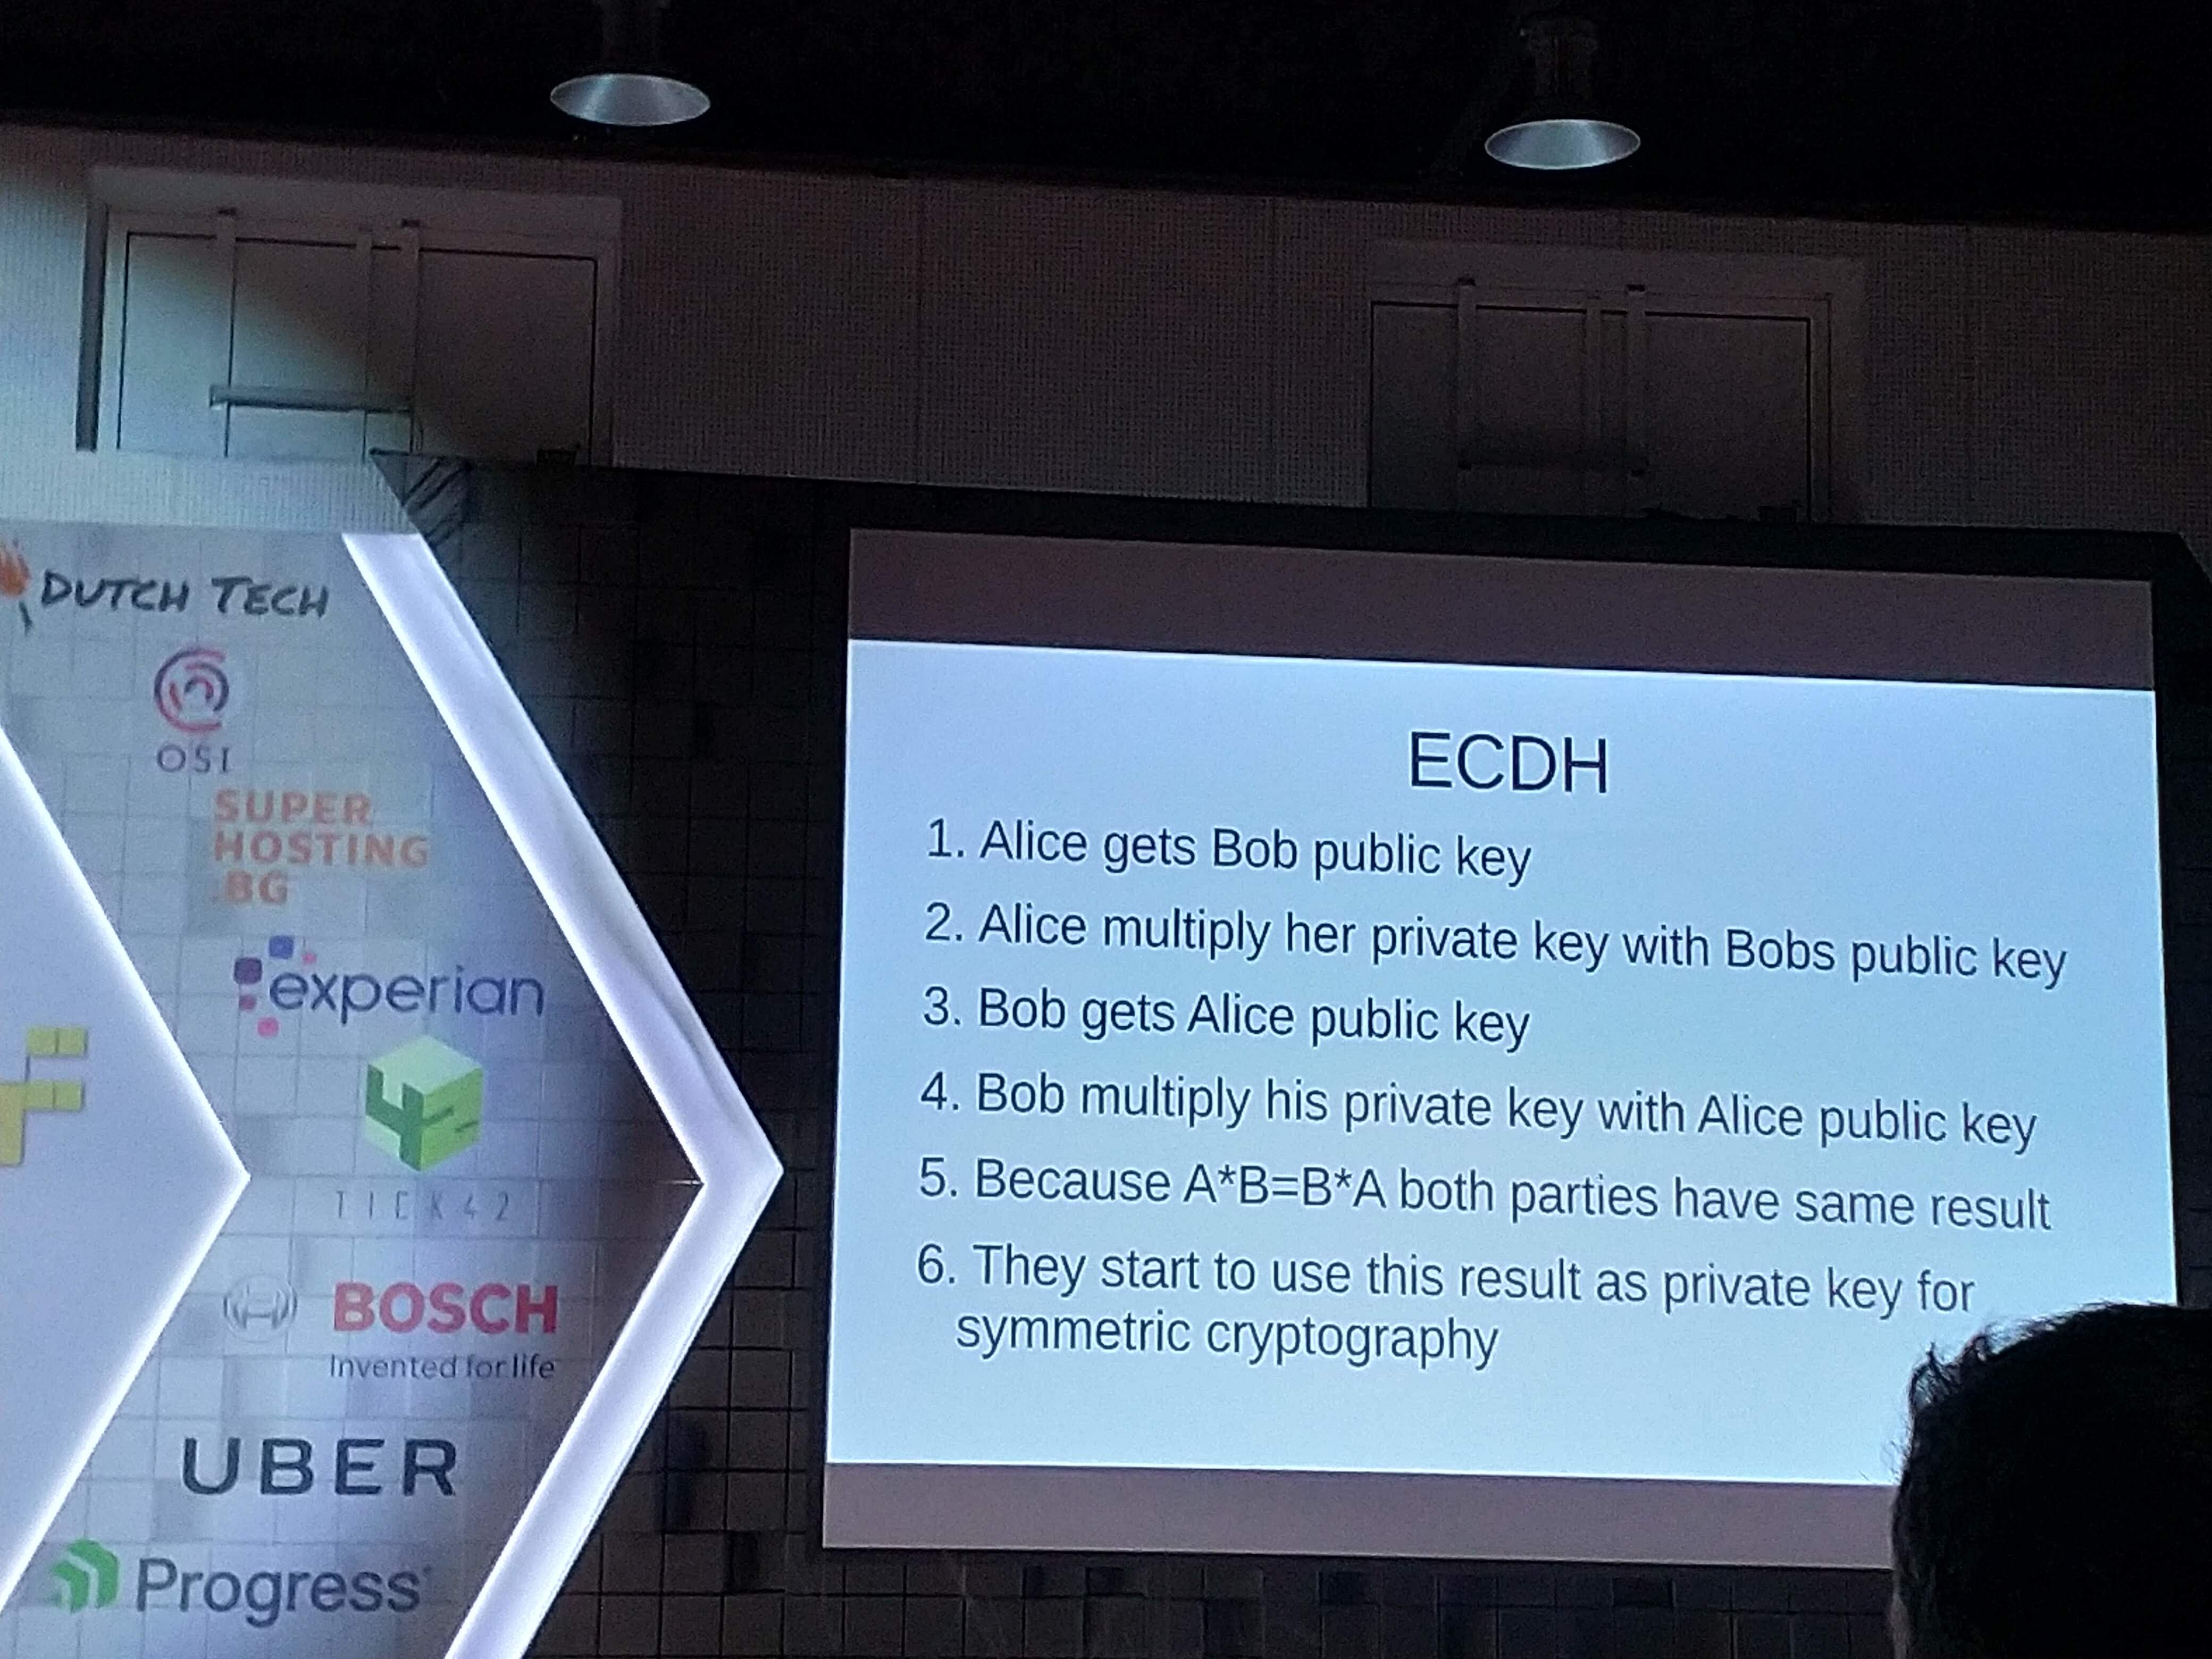 DUTCH TECH
OSI
SUPER
HOSTING
.BG
experian
TICK42
BOSCH
Invented for life
UBER
Progress
ECDH
1. Alice gets Bob public key
2. Alice multiply her private key with Bobs public key
3. Bob gets Alice public key
4. Bob multiply his private key with Alice public key
5. Because A*B=B*A both parties have same result
6. They start to use this result as private key for
symmetric cryptography